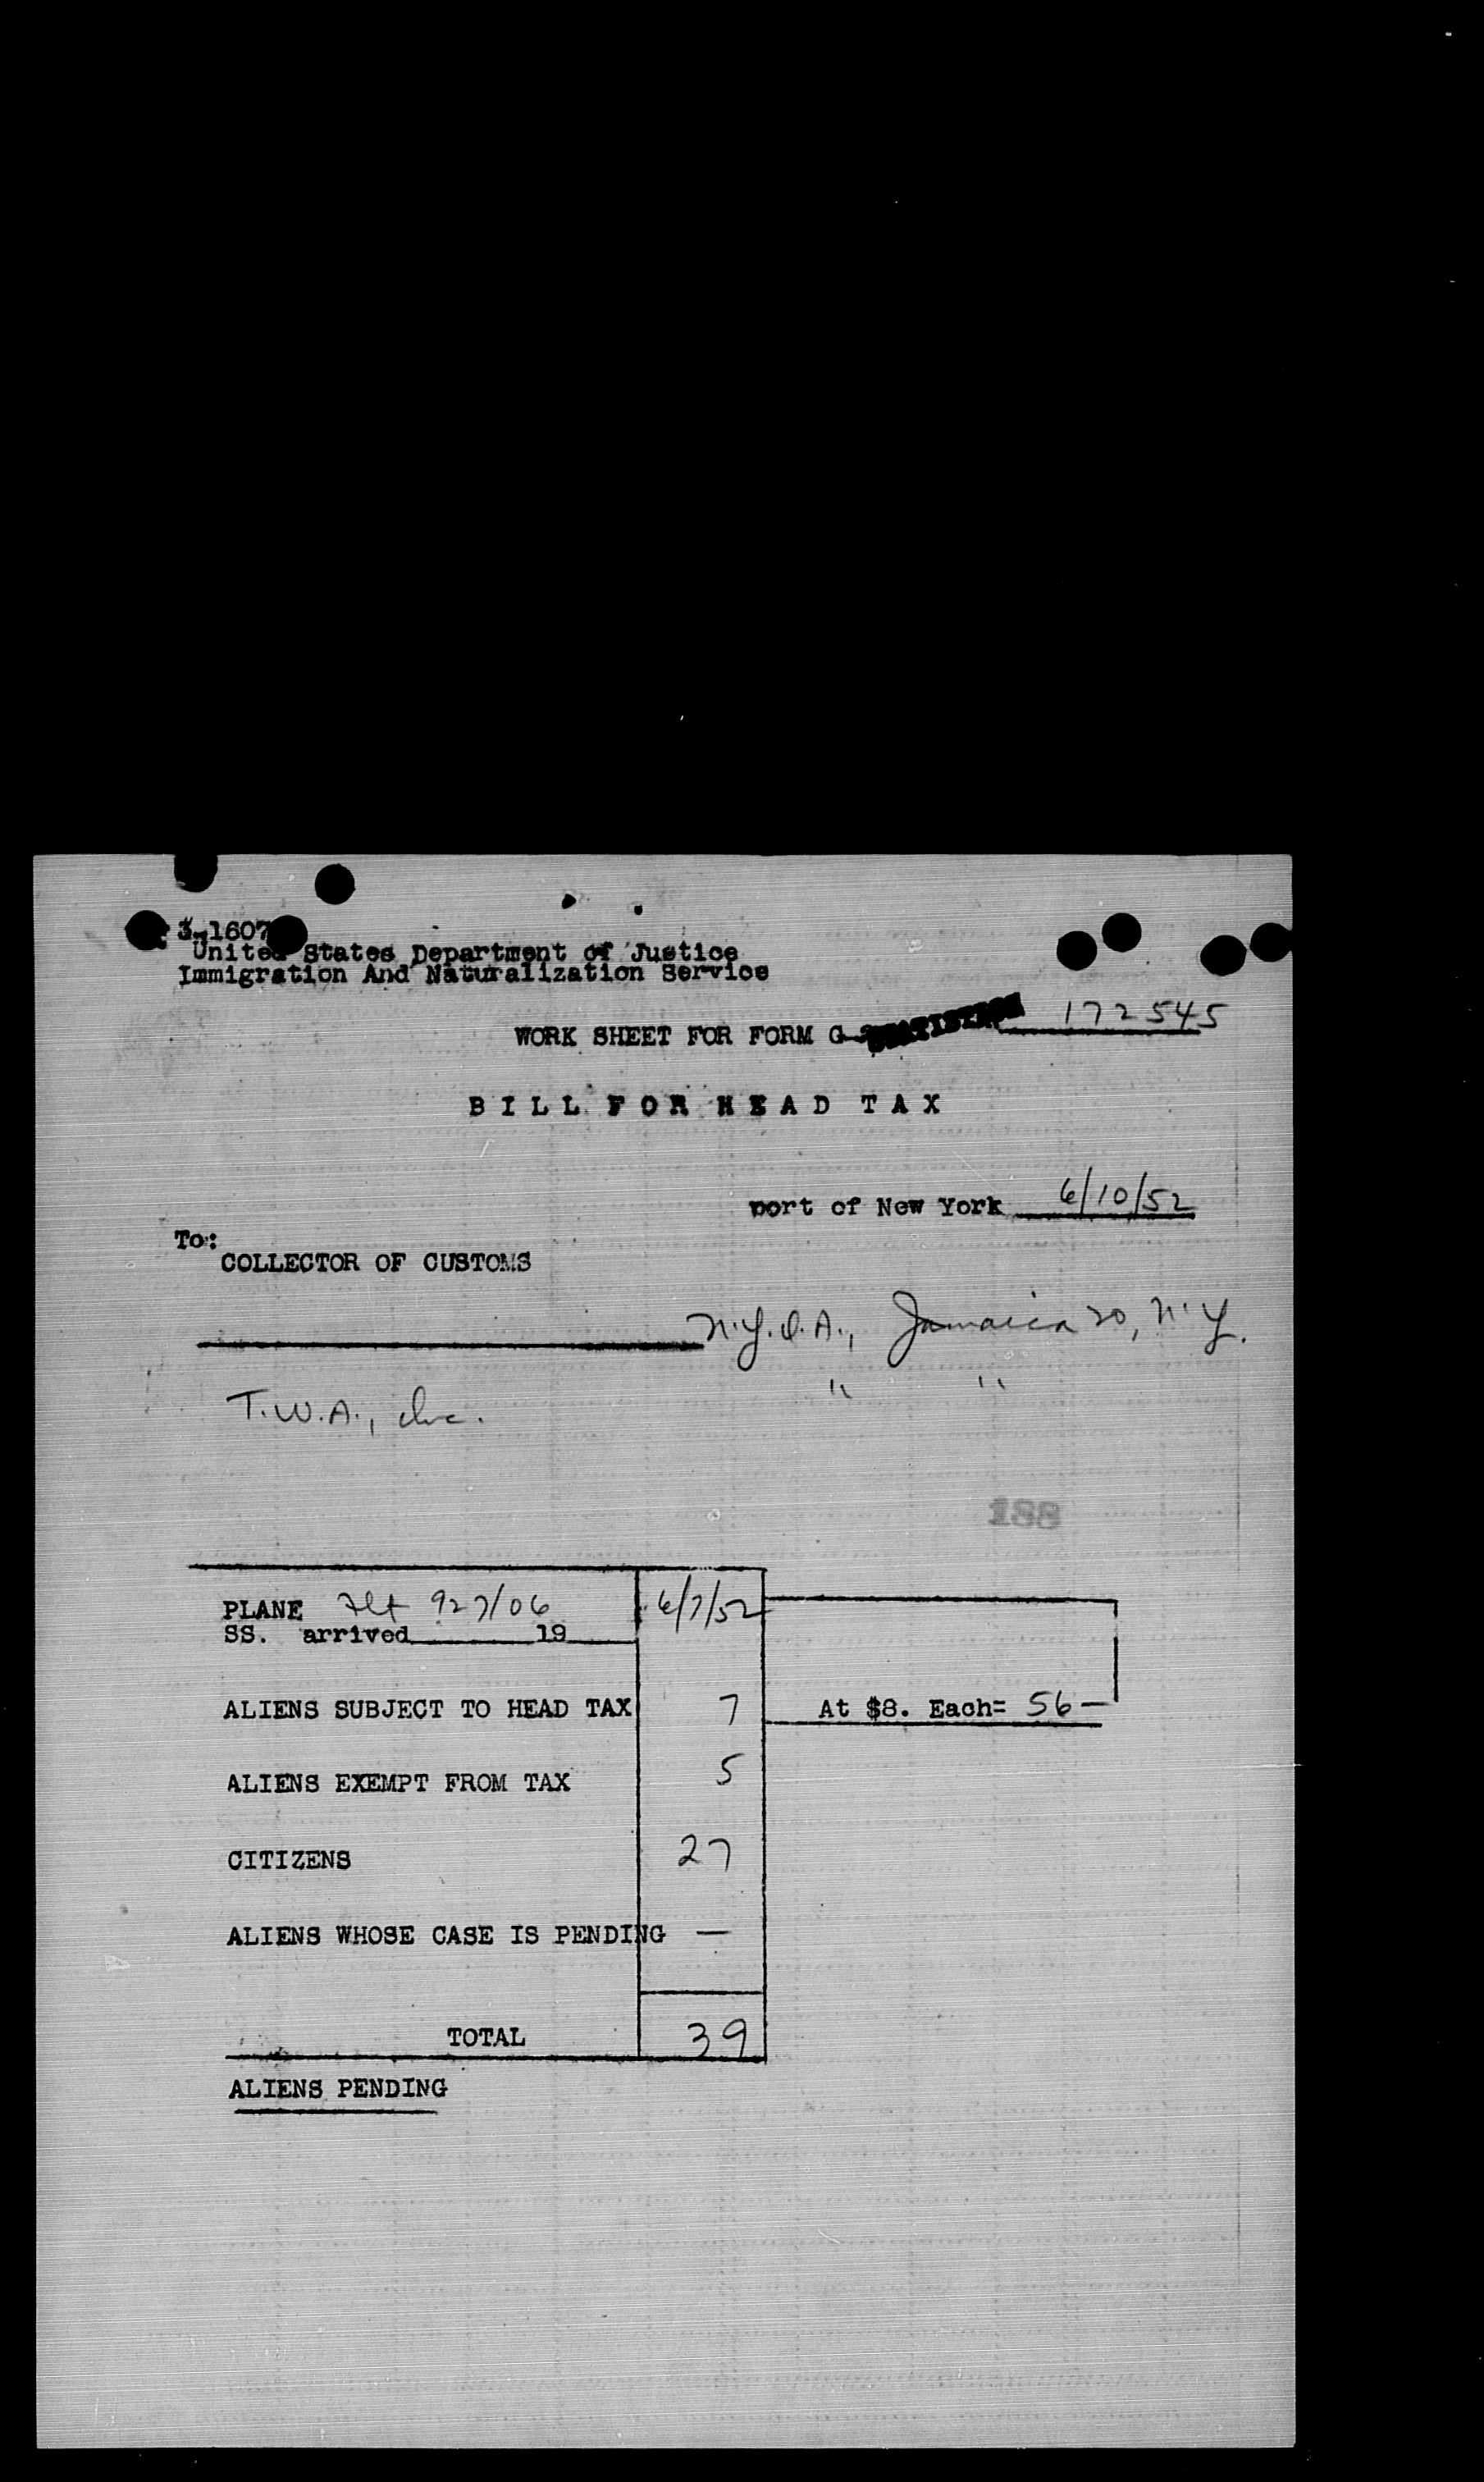 3-1607
United States Department of Justice
Immigration And Naturalization Service
WORK SHEET FOR FORM G- 172545
BILL FOR HEAD TAX
port of New York 6/10/52
To:
COLLECTOR OF CUSTOMS
N.Y.I.A., Jamaica 20, N.Y.
T.W.A., Inc. " "
188
PLANE Flt 927/06 6/7/52
SS. arrived 19
ALIENS SUBJECT TO HEAD TAX 7 At $8. Each= 56—
ALIENS EXEMPT FROM TAX 5
CITIZENS 27
ALIENS WHOSE CASE IS PENDING —
TOTAL 39
ALIENS PENDING